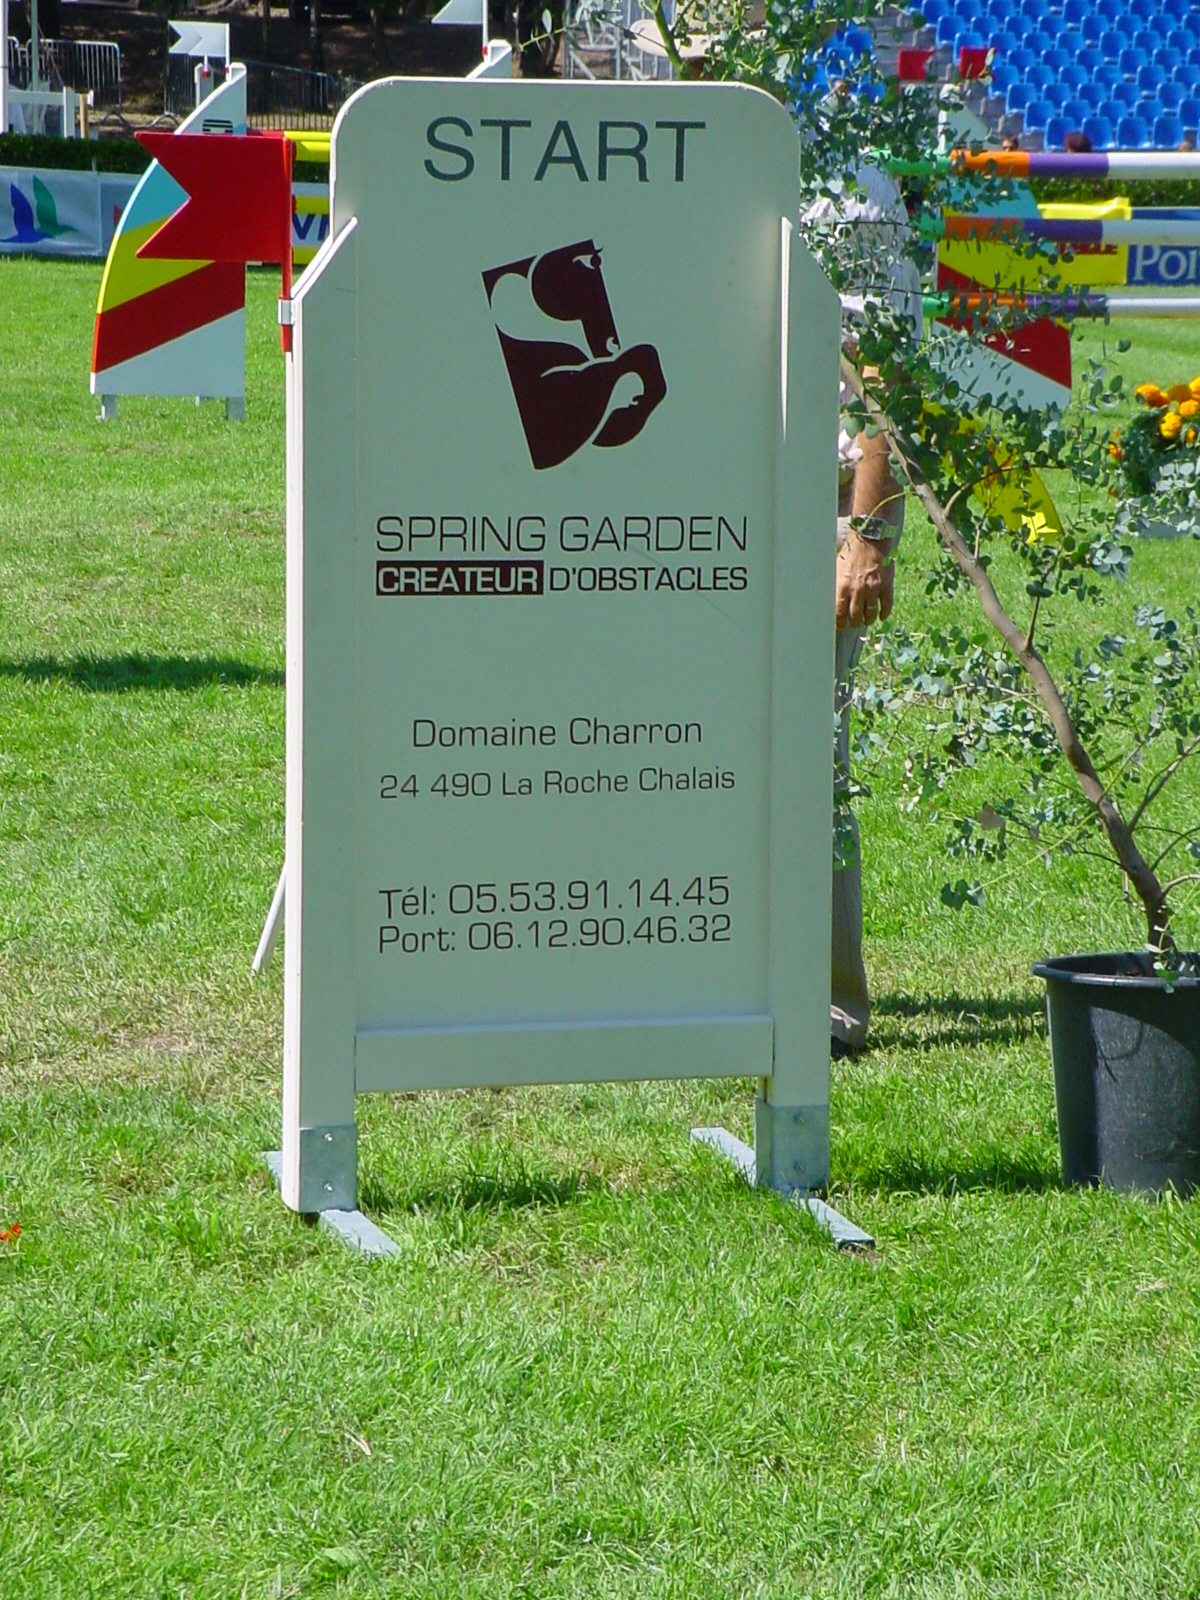 START
SPRING GARDEN
CREATEUR D'OBSTACLES
Domaine Charron
24 490 La Roche Chalais
Tél: 05.53.91.14.45
Port: 06.12.90.46.32